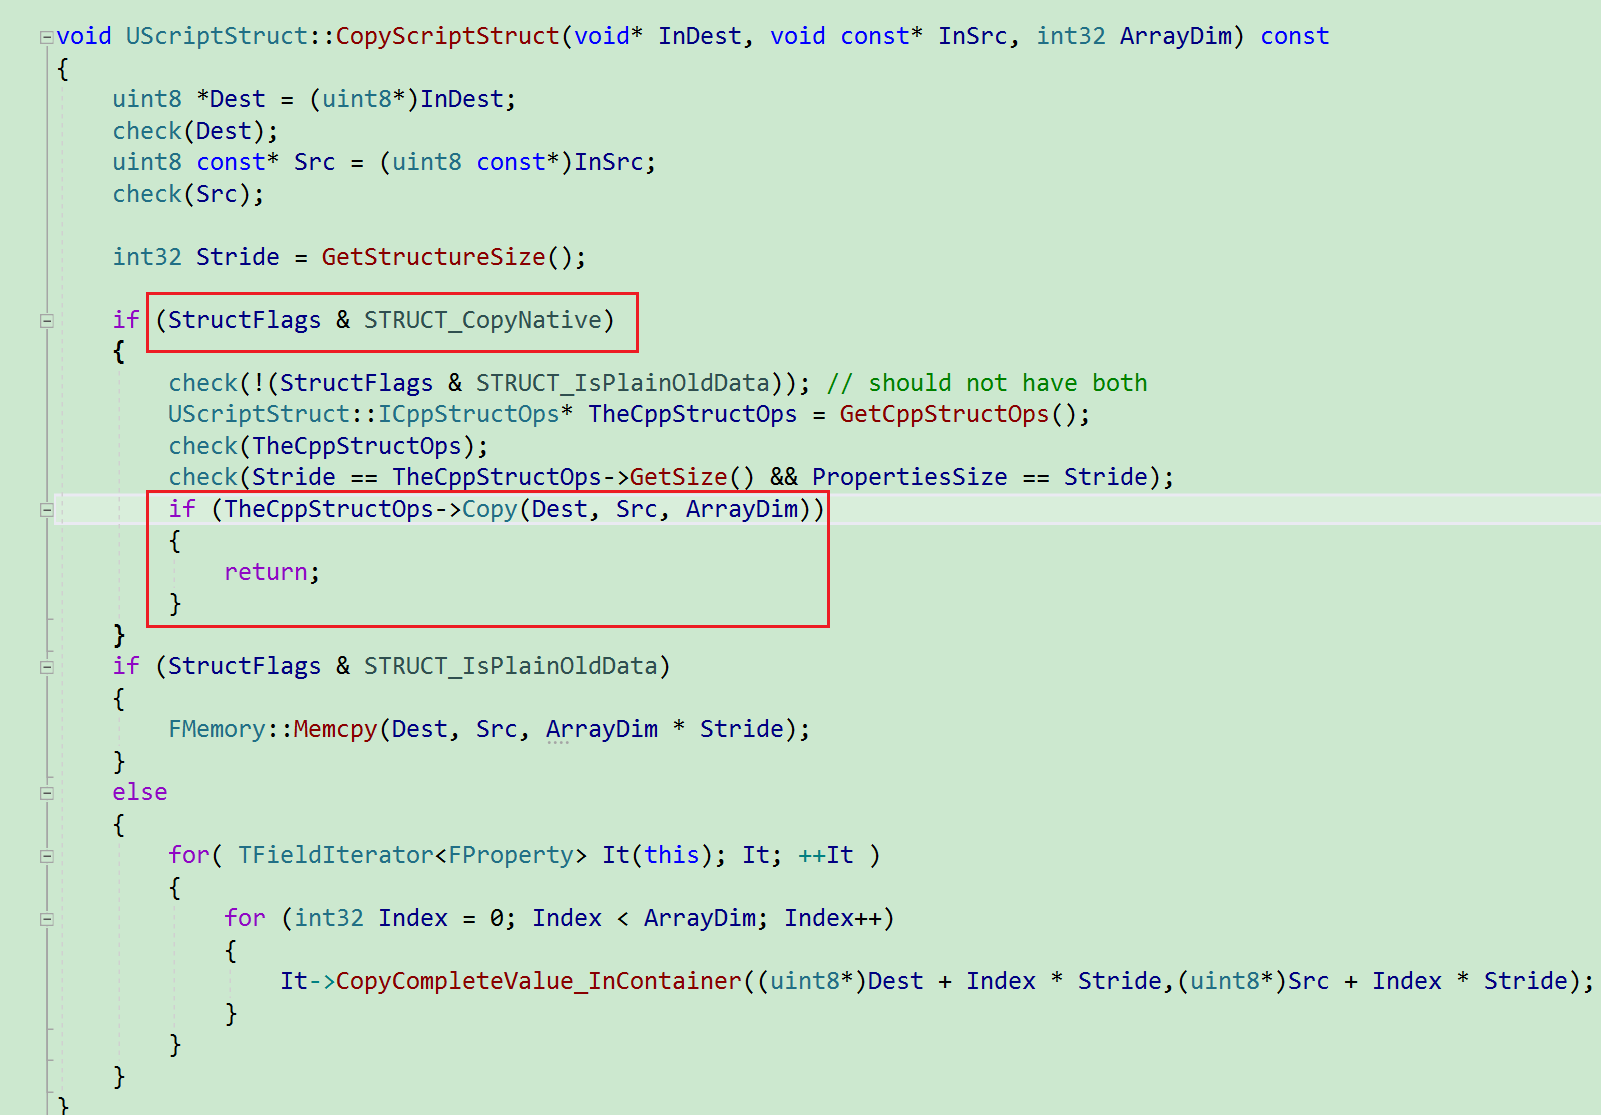 void UScriptStruct::CopyScriptStruct(void* InDest, void const* InSrc, int32 ArrayDim) const
{
    uint8 *Dest = (uint8*)InDest;
    check(Dest);
    uint8 const* Src = (uint8 const*)InSrc;
    check(Src);

    int32 Stride = GetStructureSize();

    if (StructFlags & STRUCT_CopyNative)
    {
        check(!(StructFlags & STRUCT_IsPlainOldData)); // should not have both
        UScriptStruct::ICppStructOps* TheCppStructOps = GetCppStructOps();
        check(TheCppStructOps);
        check(Stride == TheCppStructOps->GetSize() && PropertiesSize == Stride);
        if (TheCppStructOps->Copy(Dest, Src, ArrayDim))
        {
            return;
        }
    }
    if (StructFlags & STRUCT_IsPlainOldData)
    {
        FMemory::Memcpy(Dest, Src, ArrayDim * Stride);
    }
    else
    {
        for( TFieldIterator<FProperty> It(this); It; ++It )
        {
            for (int32 Index = 0; Index < ArrayDim; Index++)
            {
                It->CopyCompleteValue_InContainer((uint8*)Dest + Index * Stride,(uint8*)Src + Index * Stride);
            }
        }
    }
}